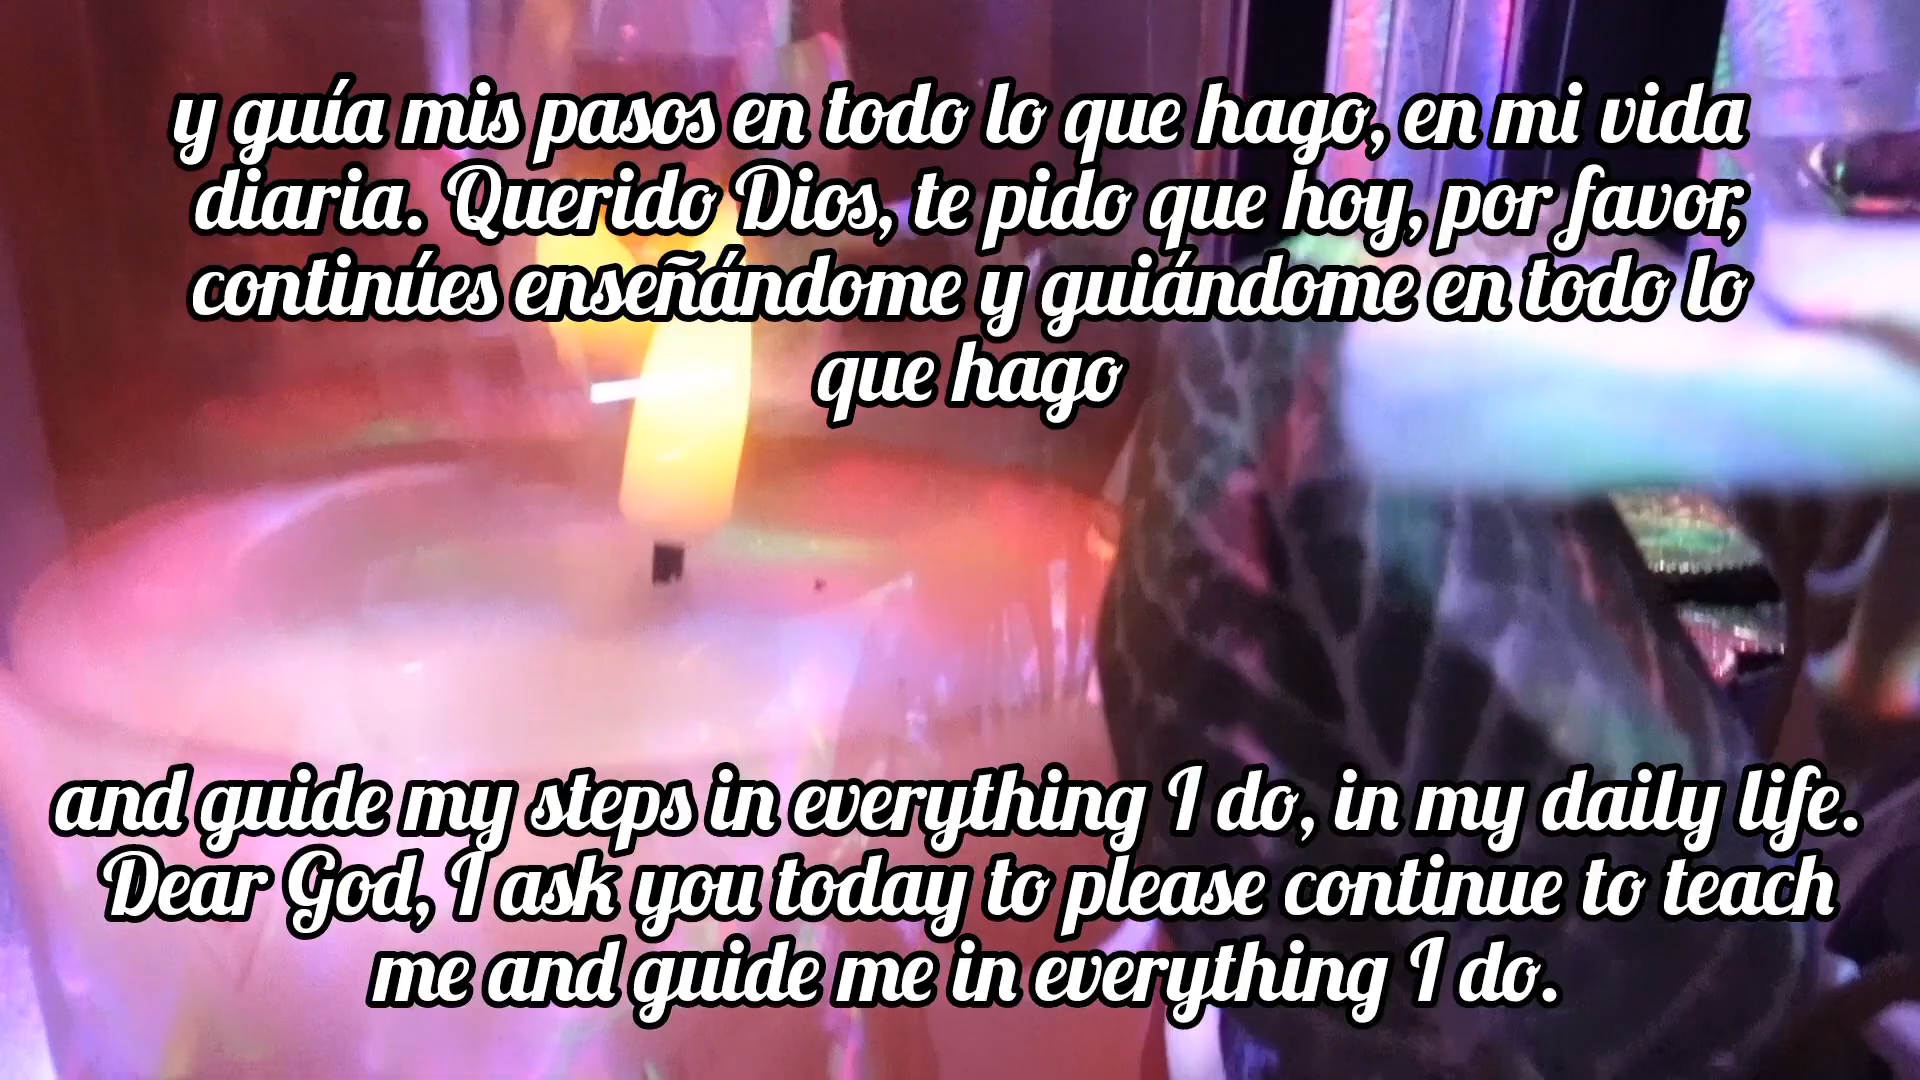 y guía mis pasos en todo lo que hago, en mi vida
diaria. Querido Dios, te pido que hoy, por favor,
continúes enseñándome y guiándome en todo lo
que hago
and guide my steps in everything I do, in my daily life.
Dear God, I ask you today to please continue to teach
me and guide me in everything I do.